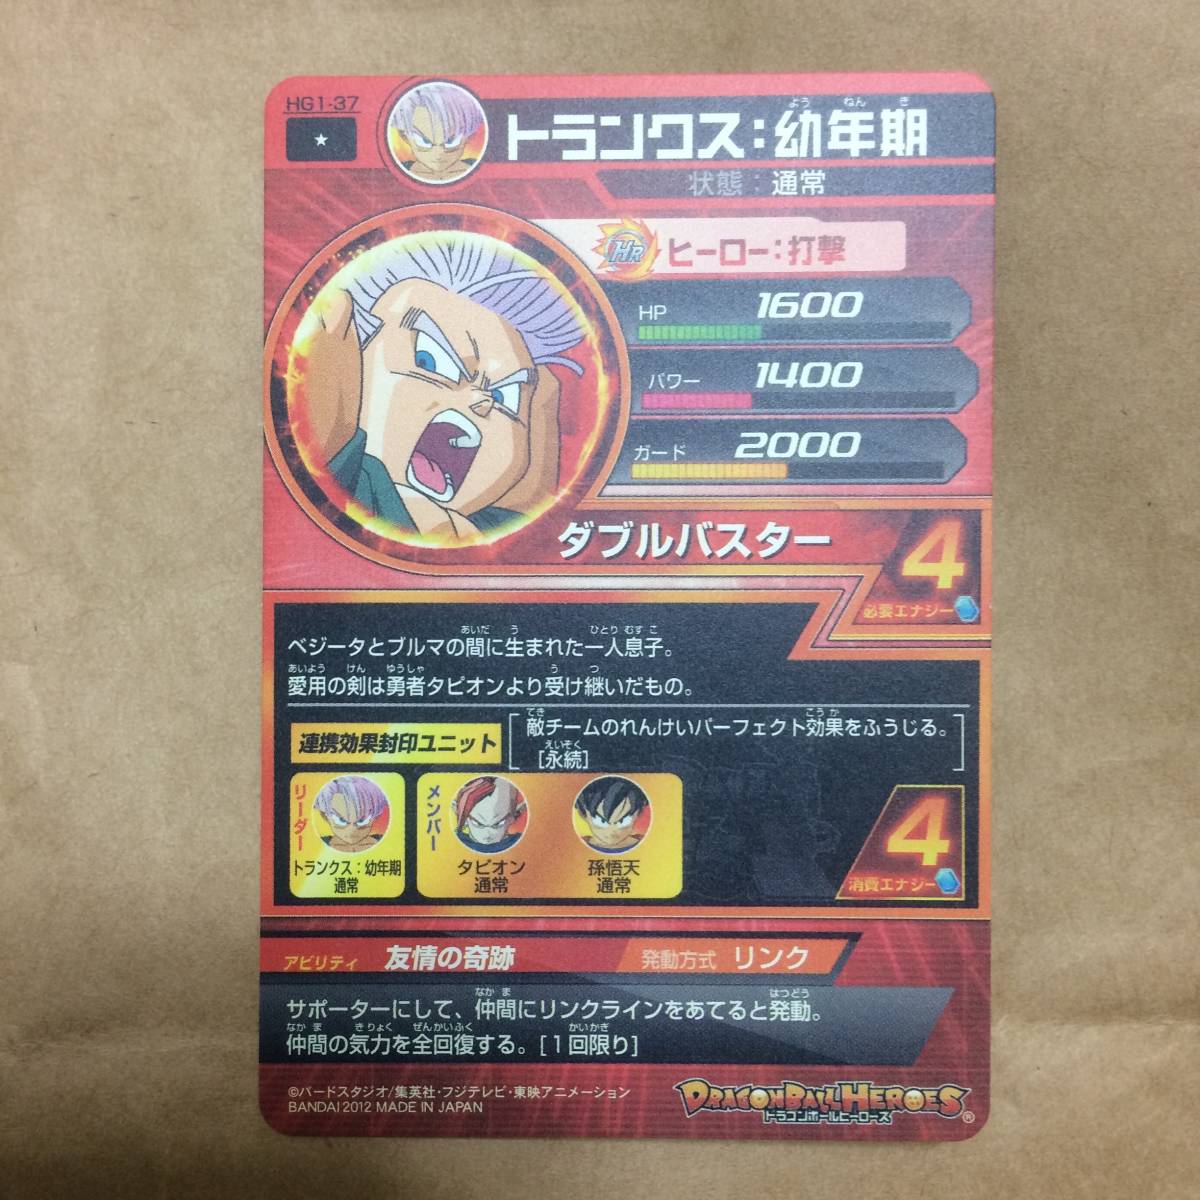 HG1-37
★
トランクス:幼年期
よう ねん き
状態:通常
HR ヒーロー:打撃
HP 1600
パワー 1400
ガード 2000
ダブルバスター
4
必要エナジー
あいだ う ひとり むすこ
ベジータとブルマの間に生まれた一人息子。
あいよう けん ゆうしゃ う つ
愛用の剣は勇者タピオンより受け継いだもの。
連携効果封印ユニット
てき こうか
敵チームのれんけいパーフェクト効果をふうじる。
えいぞく
[永続]
リーダー
トランクス:幼年期
通常
メンバー
タピオン
通常
孫悟天
通常
4
消費エナジー
アビリティ 友情の奇跡 発動方式 リンク
なかま はつどう
サポーターにして、仲間にリンクラインをあてると発動。
なかま きりょく ぜんかいふく かいかぎ
仲間の気力を全回復する。[1回限り]
©バードスタジオ/集英社・フジテレビ・東映アニメーション
BANDAI 2012 MADE IN JAPAN
DRAGONBALL HEROES
ドラゴンボールヒーローズ
®